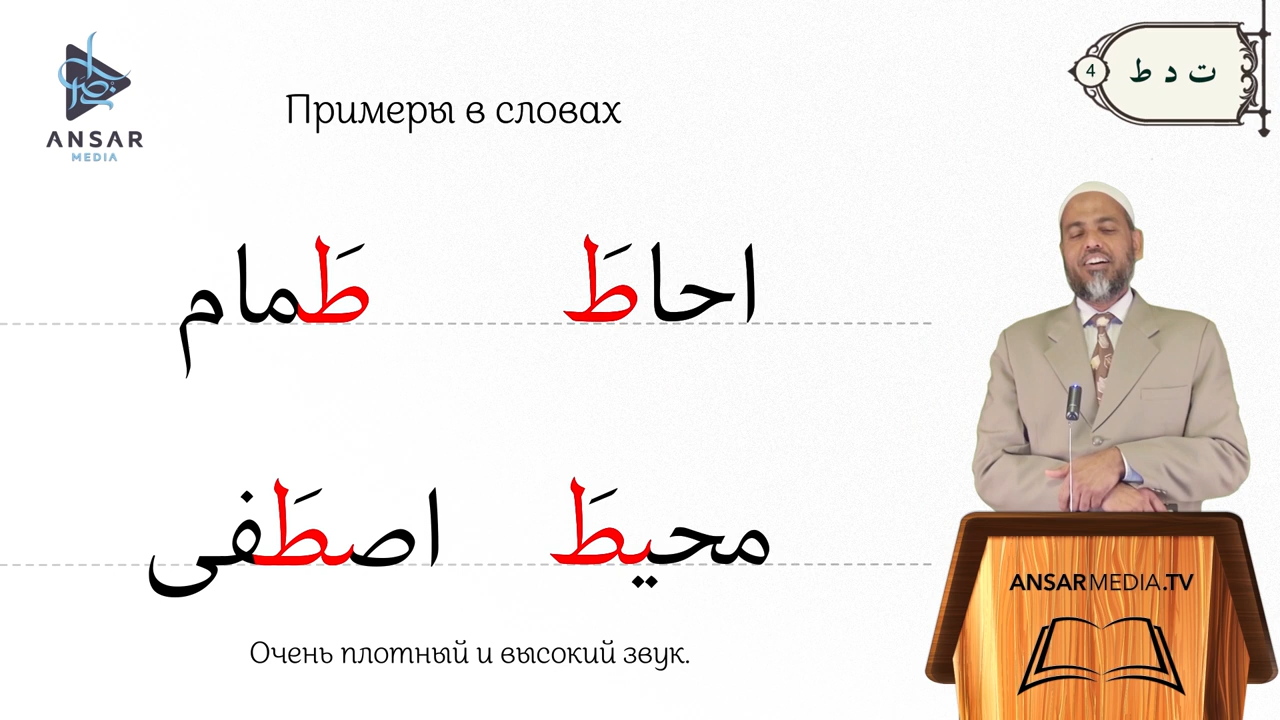 ANSAR
MEDIA
Примеры в словах
4
ت د ط
احاطَ طَمام
محيطَ اصطَفى
Очень плотный и высокий звук.
ANSARMEDIA.TV